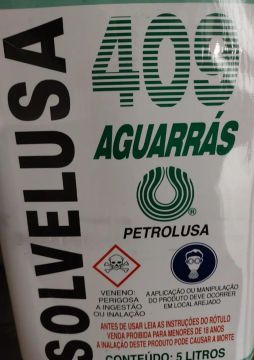 SOLVELUSA
409
AGUARRÁS
®
PETROLUSA
VENENO:
PERIGOSA
A INGESTÃO
OU INALAÇÃO
A APLICAÇÃO OU MANIPULAÇÃO
DO PRODUTO DEVE OCORRER
EM LOCAL AREJADO
ANTES DE USAR LEIA AS INSTRUÇÕES DO RÓTULO
VENDA PROIBIDA PARA MENORES DE 18 ANOS
A INALAÇÃO DESTE PRODUTO PODE CAUSAR A MORTE
CONTEÚDO: 5 LITROS